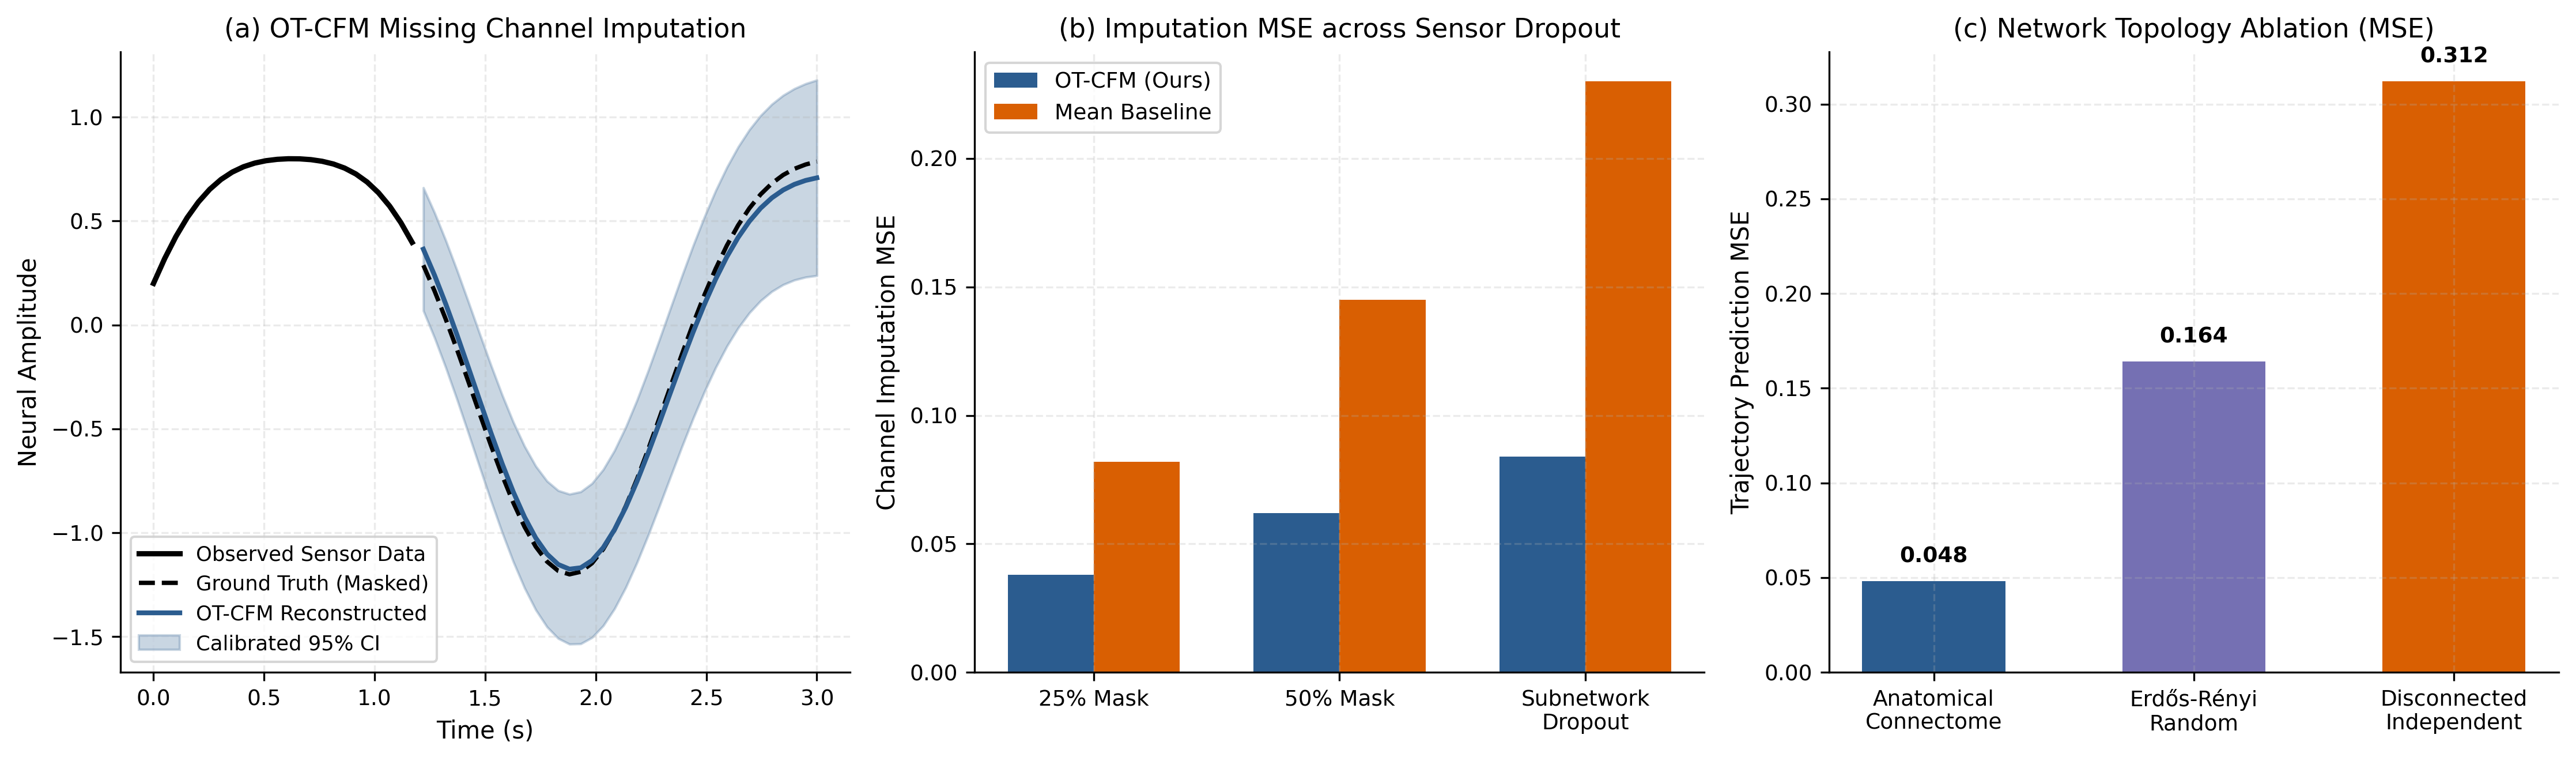 (a) OT-CFM Missing Channel Imputation
Neural Amplitude
1.0
0.5
0.0
−0.5
−1.0
−1.5
Observed Sensor Data
Ground Truth (Masked)
OT-CFM Reconstructed
Calibrated 95% CI
0.0 0.5 1.0 1.5 2.0 2.5 3.0
Time (s)
(b) Imputation MSE across Sensor Dropout
Channel Imputation MSE
OT-CFM (Ours)
Mean Baseline
0.20
0.15
0.10
0.05
0.00
25% Mask 50% Mask Subnetwork
Dropout
(c) Network Topology Ablation (MSE)
Trajectory Prediction MSE
0.312
0.30
0.25
0.20
0.164
0.15
0.10
0.048
0.05
0.00
Anatomical Erdős-Rényi Disconnected
Connectome Random Independent